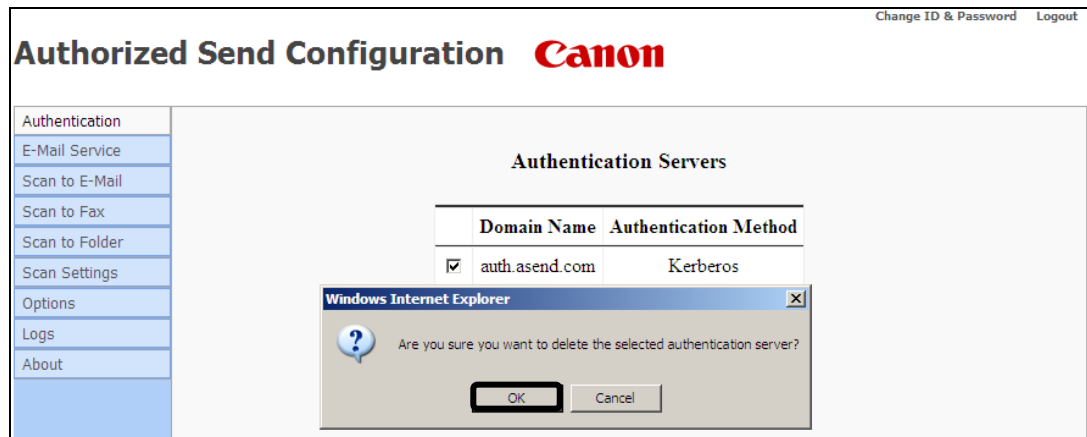 Change ID & Password Logout
Authorized Send Configuration Canon
Authentication
E-Mail Service
Scan to E-Mail
Scan to Fax
Scan to Folder
Scan Settings
Options
Logs
About
Authentication Servers
Domain Name Authentication Method
auth.asend.com Kerberos
Windows Internet Explorer
Are you sure you want to delete the selected authentication server?
OK Cancel